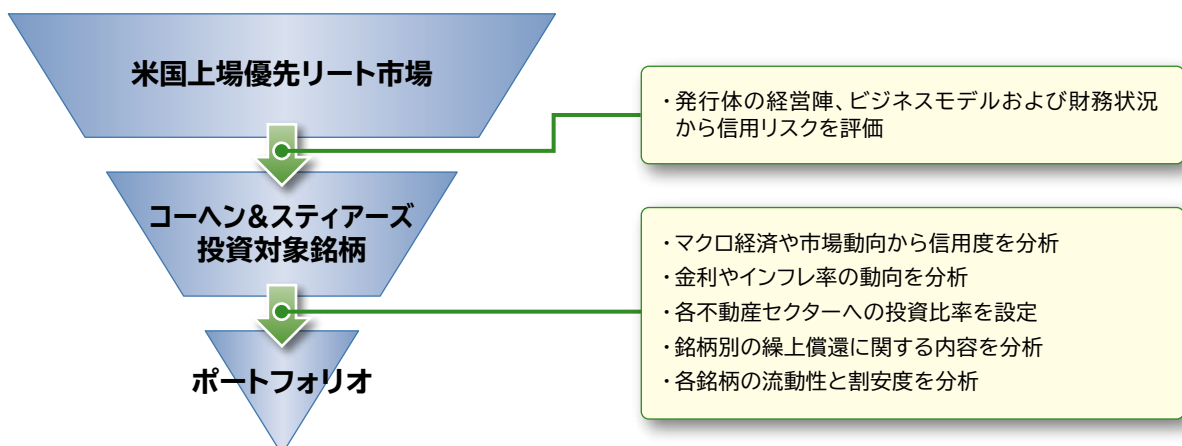 米国上場優先リート市場
・発行体の経営陣、ビジネスモデルおよび財務状況
から信用リスクを評価
コーヘン&スティアーズ
投資対象銘柄
・マクロ経済や市場動向から信用度を分析
・金利やインフレ率の動向を分析
・各不動産セクターへの投資比率を設定
・銘柄別の繰上償還に関する内容を分析
・各銘柄の流動性と割安度を分析
ポートフォリオ